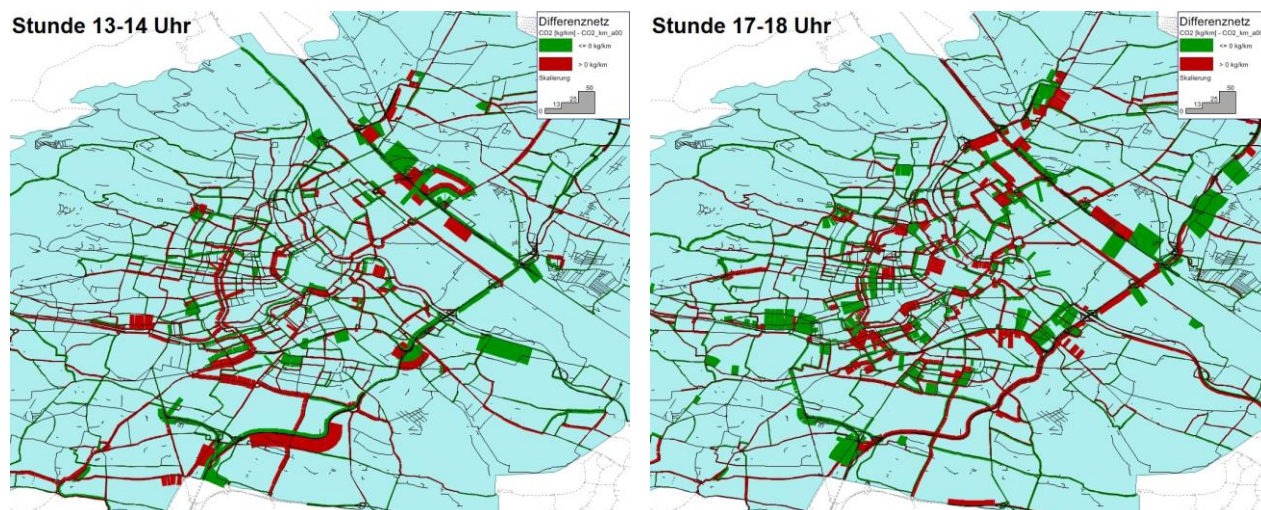 Stunde 13-14 Uhr
Differenznetz
CO2 [kg/km] - CO2_km_a00
<= 0 kg/km
> 0 kg/km
Skalierung
50
25
13
0
Stunde 17-18 Uhr
Differenznetz
CO2 [kg/km] - CO2_km_a00
<= 0 kg/km
> 0 kg/km
Skalierung
50
25
13
0